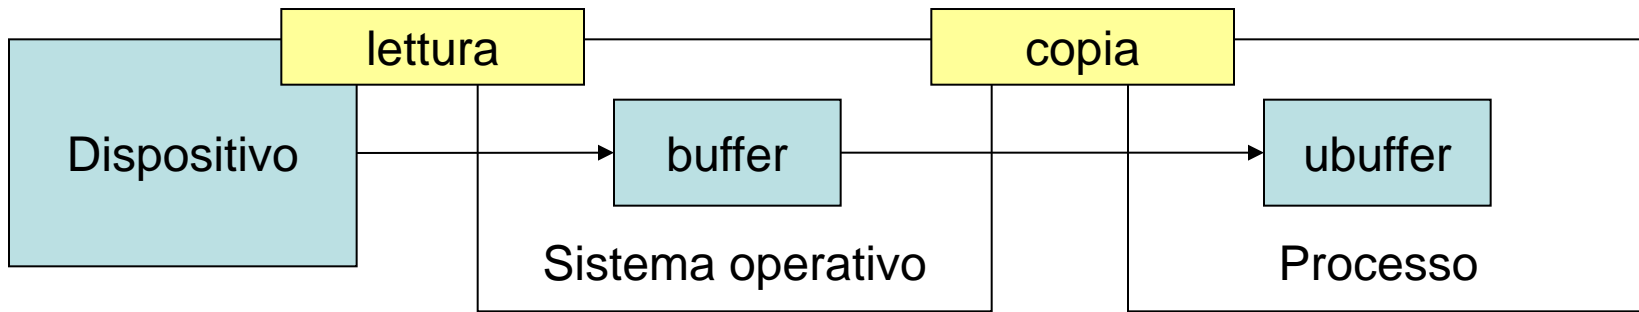 lettura
copia
Dispositivo
buffer
ubuffer
Sistema operativo
Processo